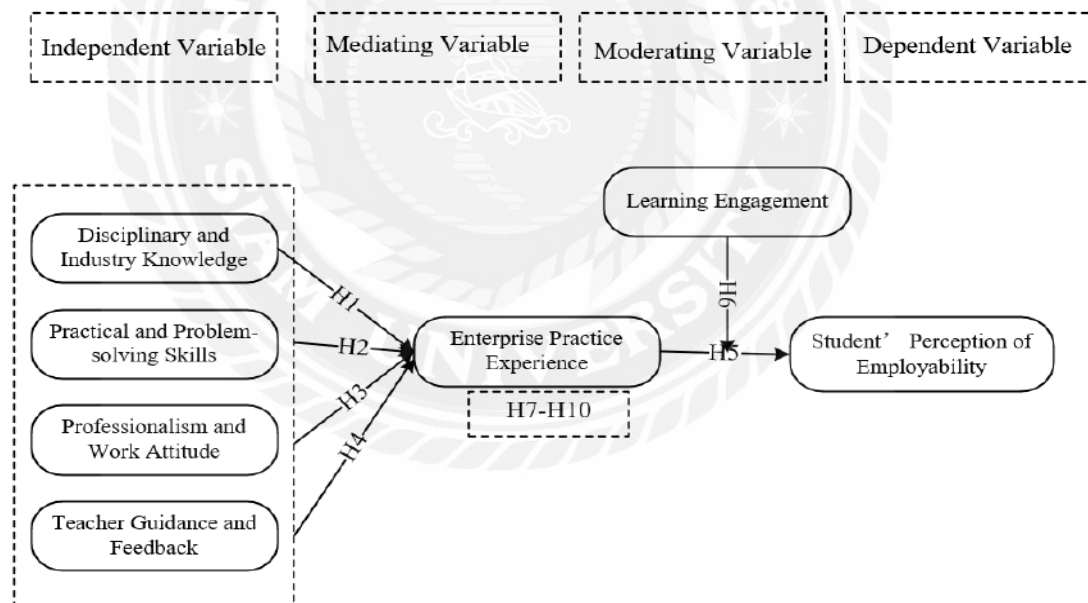 Independent Variable
Mediating Variable
Moderating Variable
Dependent Variable
Learning Engagement
Disciplinary and
Industry Knowledge
H1
H6
Practical and Problem-
solving Skills
H2
Enterprise Practice
Experience
H5
Student’ Perception of
Employability
H3
H7-H10
Professionalism and
Work Attitude
H4
Teacher Guidance and
Feedback
SIAM UNIVERSITY